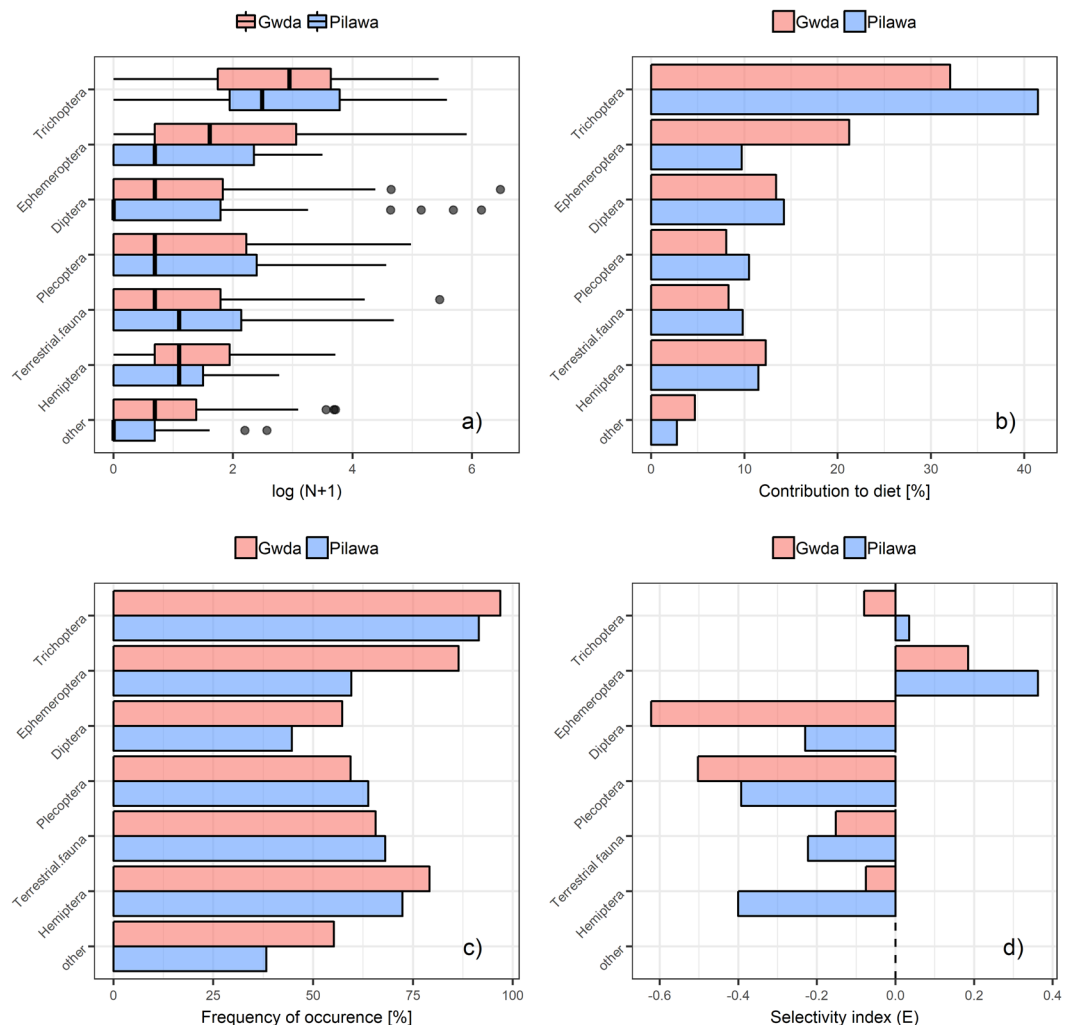 Gwda Pilawa
Trichoptera
Ephemeroptera
Diptera
Plecoptera
Terrestrial.fauna
Hemiptera
other
a)
0 2 4 6
log (N+1)
Gwda Pilawa
Trichoptera
Ephemeroptera
Diptera
Plecoptera
Terrestrial.fauna
Hemiptera
other
b)
0 10 20 30 40
Contribution to diet [%]
Gwda Pilawa
Trichoptera
Ephemeroptera
Diptera
Plecoptera
Terrestrial.fauna
Hemiptera
other
c)
0 25 50 75 100
Frequency of occurence [%]
Gwda Pilawa
Trichoptera
Ephemeroptera
Diptera
Plecoptera
Terrestrial fauna
Hemiptera
other
d)
-0.6 -0.4 -0.2 0.0 0.2 0.4
Selectivity index (E)